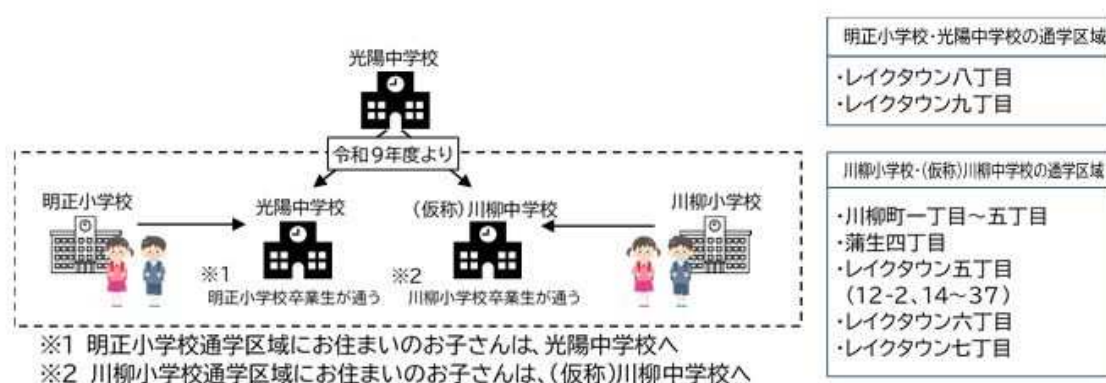 光陽中学校
令和9年度より
明正小学校
光陽中学校
(仮称)川柳中学校
川柳小学校
※1
明正小学校卒業生が通う
※2
川柳小学校卒業生が通う
※1 明正小学校通学区域にお住まいのお子さんは、光陽中学校へ
※2 川柳小学校通学区域にお住まいのお子さんは、(仮称)川柳中学校へ
明正小学校・光陽中学校の通学区域
・レイクタウン八丁目
・レイクタウン九丁目
川柳小学校・(仮称)川柳中学校の通学区域
・川柳町一丁目～五丁目
・蒲生四丁目
・レイクタウン五丁目
(12-2、14～37)
・レイクタウン六丁目
・レイクタウン七丁目